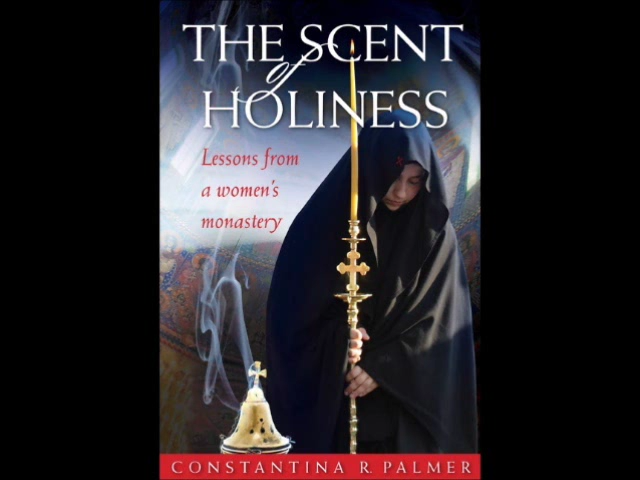 THE SCENT
of
HOLINESS
Lessons from
a women's
monastery
CONSTANTINA R. PALMER